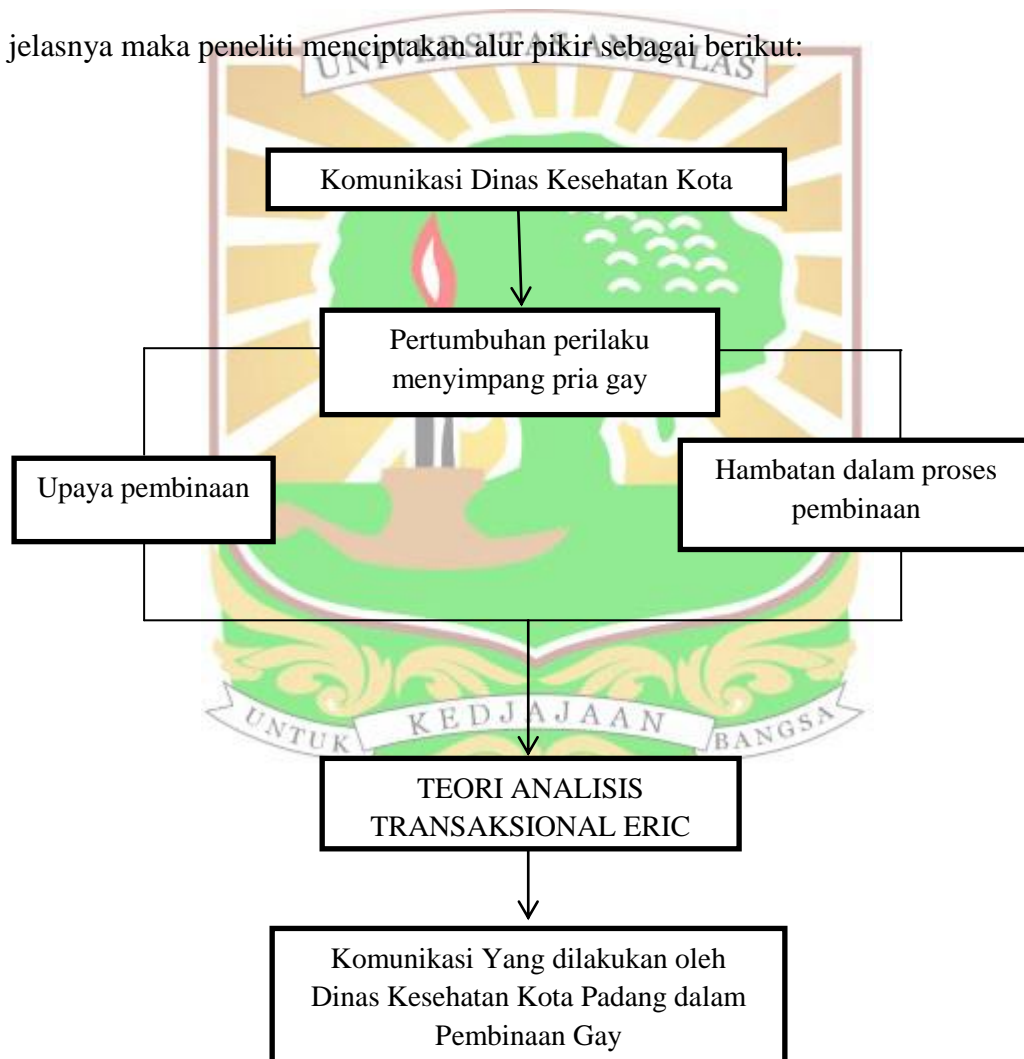 jelasnya maka peneliti menciptakan alur pikir sebagai berikut:
UNIVERSITAS ANDALAS
Komunikasi Dinas Kesehatan Kota
Pertumbuhan perilaku
menyimpang pria gay
Upaya pembinaan
Hambatan dalam proses
pembinaan
UNTUK KEDJAJAAN BANGSA
TEORI ANALISIS
TRANSAKSIONAL ERIC
Komunikasi Yang dilakukan oleh
Dinas Kesehatan Kota Padang dalam
Pembinaan Gay